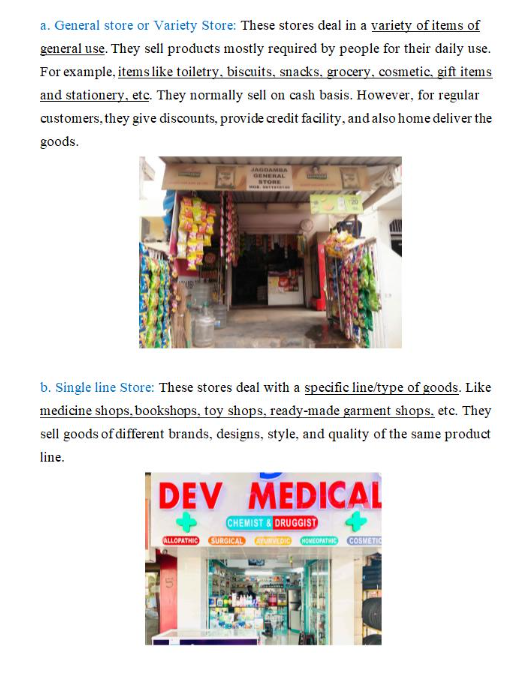 a. General store or Variety Store: These stores deal in a variety of items of
general use. They sell products mostly required by people for their daily use.
For example, items like toiletry, biscuits, snacks, grocery, cosmetic, gift items
and stationery, etc. They normally sell on cash basis. However, for regular
customers, they give discounts, provide credit facility, and also home deliver the
goods.
JAGDAMBA
GENERAL
STORE
b. Single line Store: These stores deal with a specific line/type of goods. Like
medicine shops, bookshops, toy shops, ready-made garment shops, etc. They
sell goods of different brands, designs, style, and quality of the same product
line.
DEV MEDICAL
CHEMIST & DRUGGIST
ALLOPATHIC SURGICAL AYURVEDIC HOMEOPATHIC COSMETIC